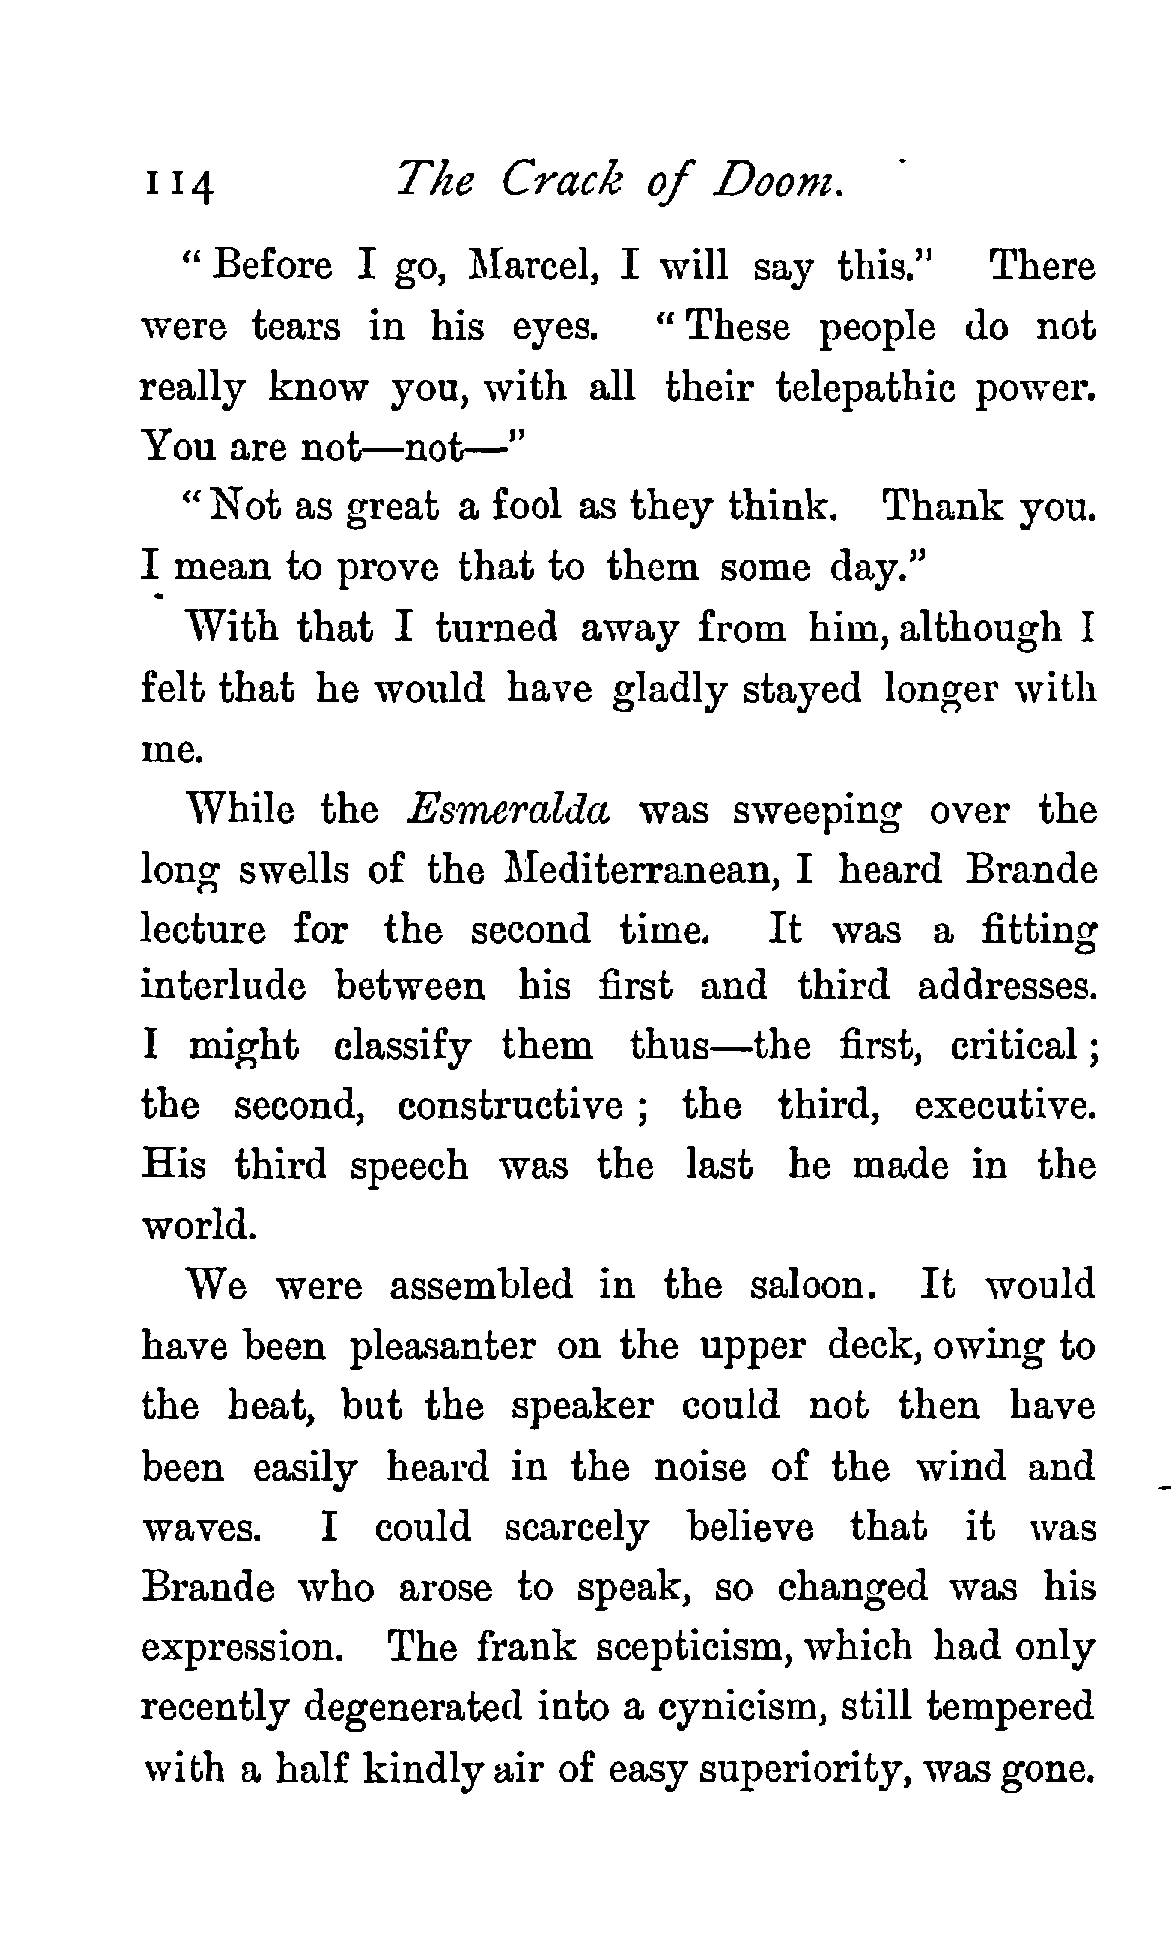 114 The Crack of Doom.
“Before I go, Marcel, I will say this.” There
were tears in his eyes. “These people do not
really know you, with all their telepathic power.
You are not—not—”
“Not as great a fool as they think. Thank you.
I mean to prove that to them some day.”
With that I turned away from him, although I
felt that he would have gladly stayed longer with
me.
While the Esmeralda was sweeping over the
long swells of the Mediterranean, I heard Brande
lecture for the second time. It was a fitting
interlude between his first and third addresses.
I might classify them thus—the first, critical;
the second, constructive; the third, executive.
His third speech was the last he made in the
world.
We were assembled in the saloon. It would
have been pleasanter on the upper deck, owing to
the heat, but the speaker could not then have
been easily heard in the noise of the wind and
waves. I could scarcely believe that it was
Brande who arose to speak, so changed was his
expression. The frank scepticism, which had only
recently degenerated into a cynicism, still tempered
with a half kindly air of easy superiority, was gone.